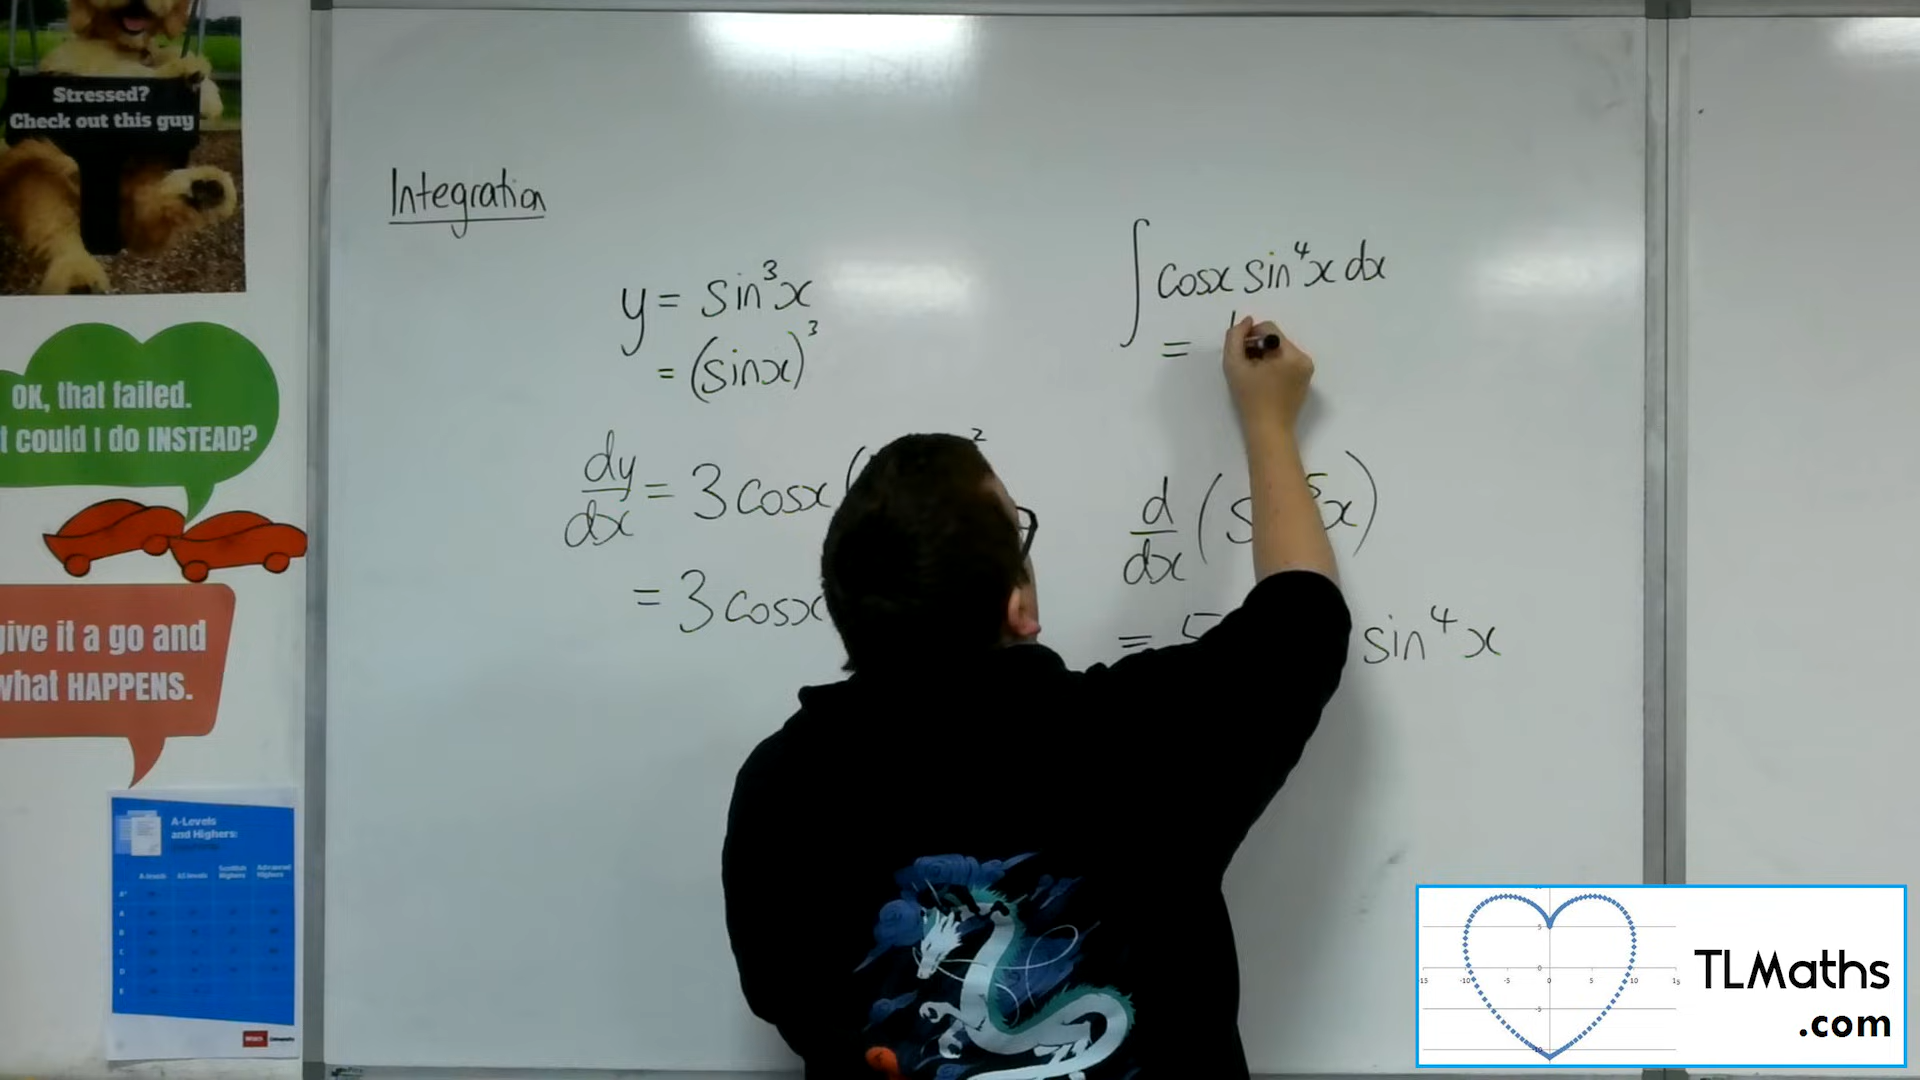 Stressed?
Check out this guy
OK, that failed.
t could I do INSTEAD?
give it a go and
what HAPPENS.
A-Levels
and Highers:
Integration
y = sin³x
= (sinx)³
dy/dx = 3cosx( ²
= 3cosx
∫cosx sin⁴x dx
=
d/dx (s ⁵x)
= 5 sin⁴x
TLMaths
.com